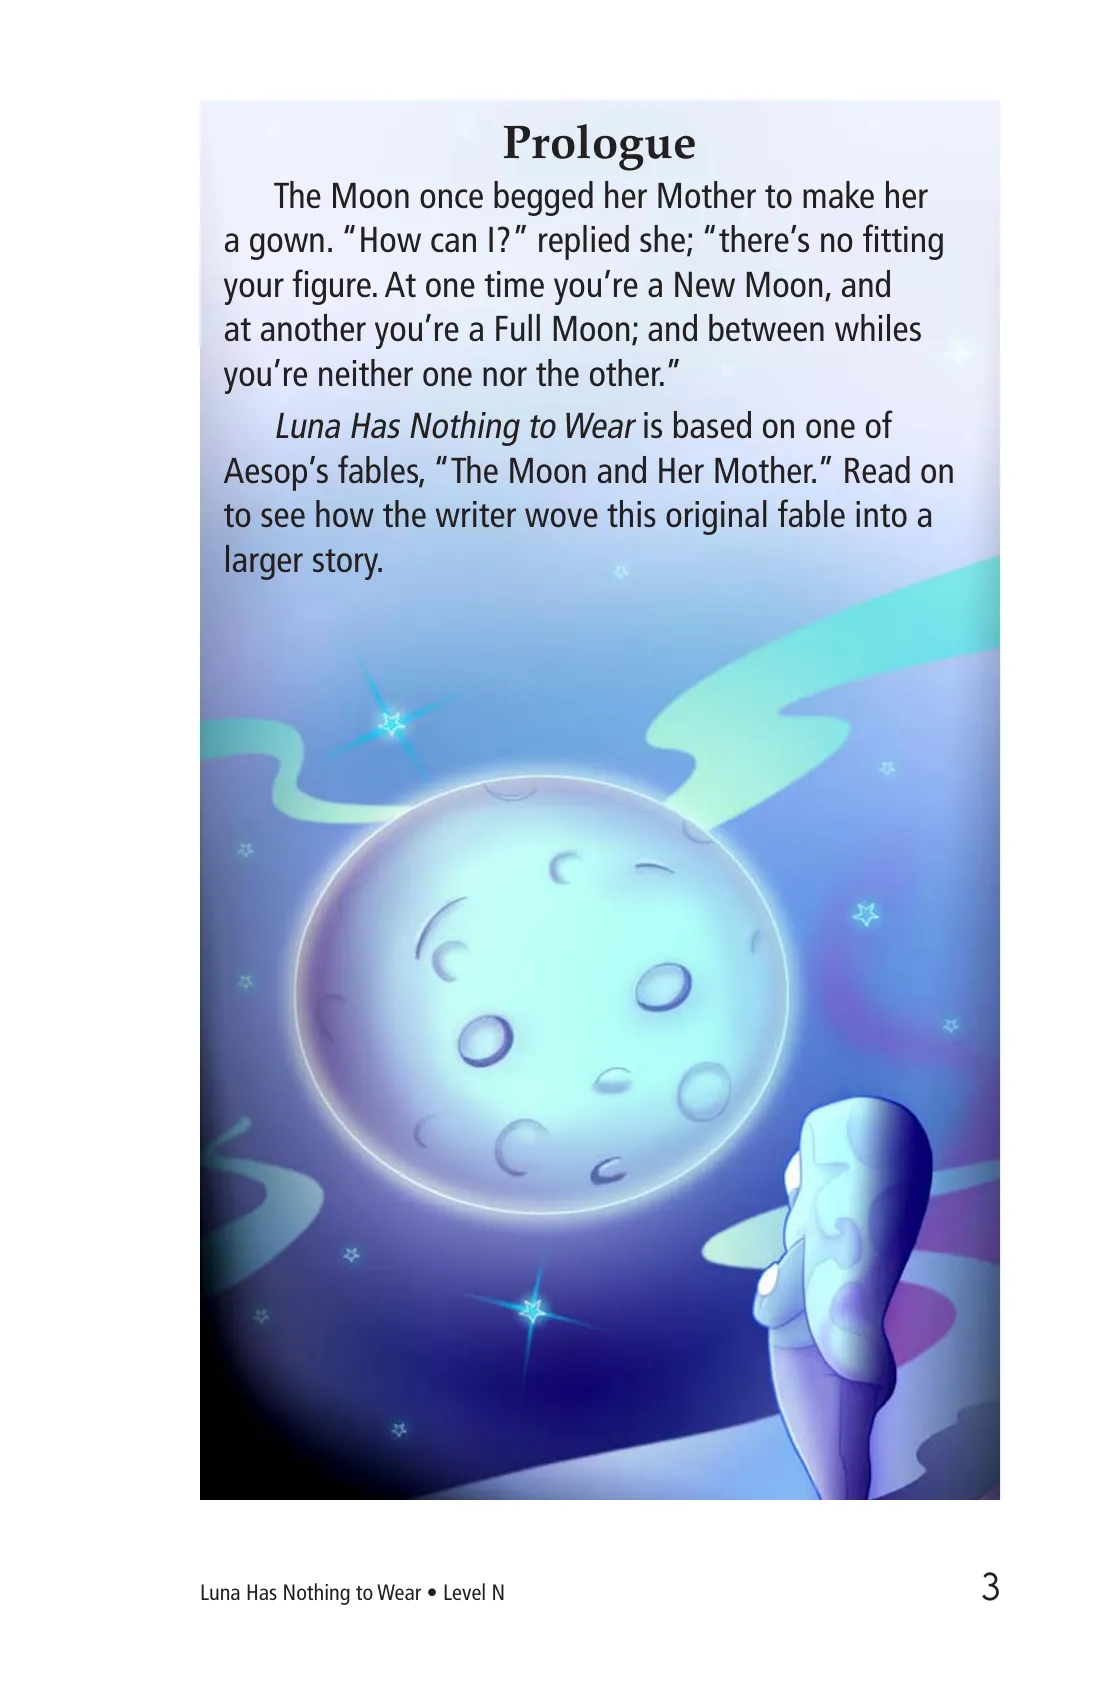 Prologue
The Moon once begged her Mother to make her
a gown. “How can I?” replied she; “there’s no fitting
your figure. At one time you’re a New Moon, and
at another you’re a Full Moon; and between whiles
you’re neither one nor the other.”
Luna Has Nothing to Wear is based on one of
Aesop’s fables, “The Moon and Her Mother.” Read on
to see how the writer wove this original fable into a
larger story.
Luna Has Nothing to Wear • Level N
3